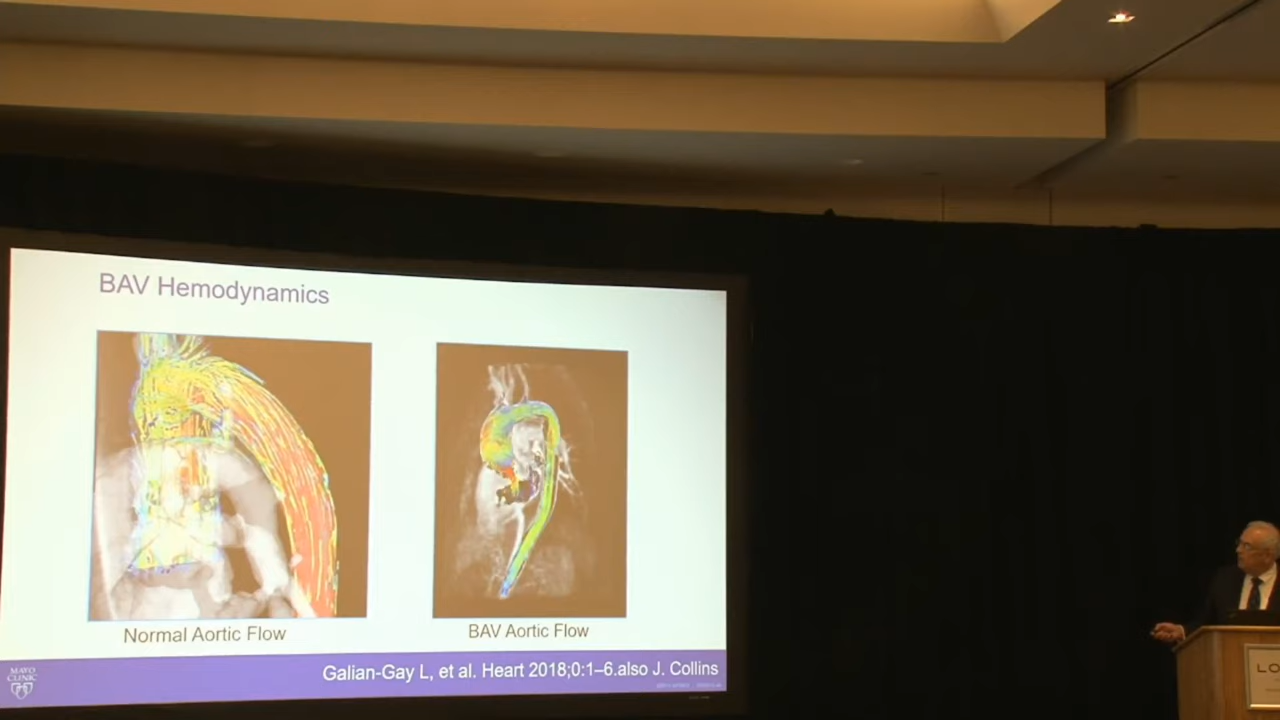 BAV Hemodynamics
Normal Aortic Flow
BAV Aortic Flow
MAYO
CLINIC
Galian-Gay L, et al. Heart 2018;0:1–6.also J. Collins
LO